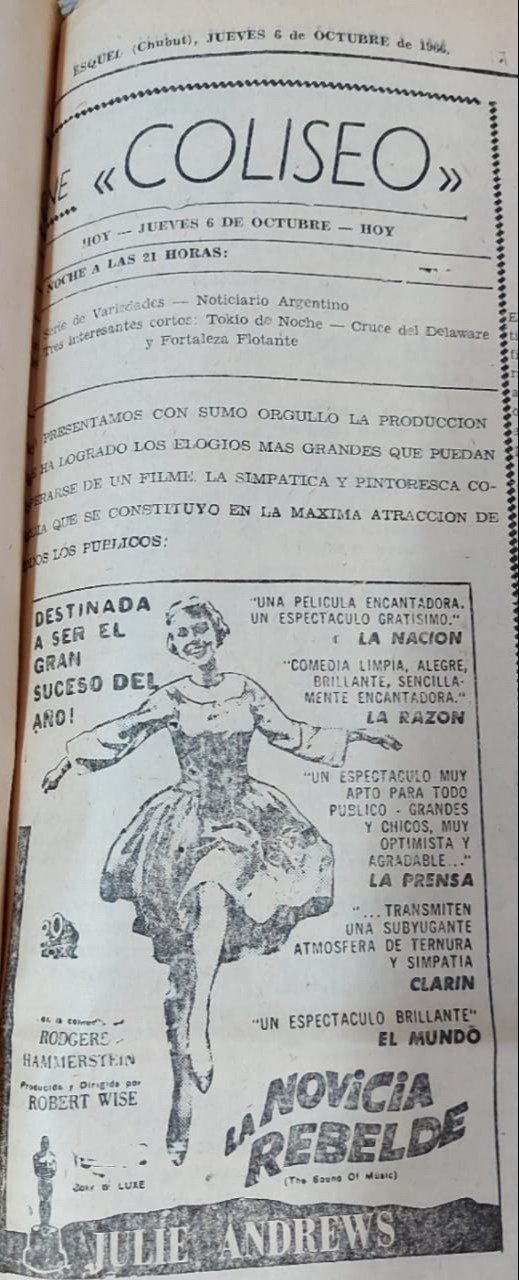 ESQUEL (Chubut), JUEVES 6 de OCTUBRE de 1966.
NE «COLISEO»
HOY — JUEVES 6 DE OCTUBRE — HOY
NOCHE A LAS 21 HORAS:
Serie de Variedades — Noticiario Argentino
Tres interesantes cortos: Tokio de Noche — Cruce del Delaware
y Fortaleza Flotante
PRESENTAMOS CON SUMO ORGULLO LA PRODUCCION
HA LOGRADO LOS ELOGIOS MAS GRANDES QUE PUEDAN
ERARSE DE UN FILME. LA SIMPATICA Y PINTORESCA CO-
DIA QUE SE CONSTITUYO EN LA MAXIMA ATRACCION DE
DOS LOS PUBLICOS:
DESTINADA
A SER EL
GRAN
SUCESO DEL
AÑO!
"UNA PELICULA ENCANTADORA.
UN ESPECTACULO GRATISIMO."
LA NACION
"COMEDIA LIMPIA, ALEGRE,
BRILLANTE, SENCILLA-
MENTE ENCANTADORA."
LA RAZON
"UN ESPECTACULO MUY
APTO PARA TODO
PUBLICO - GRANDES
Y CHICOS, MUY
OPTIMISTA Y
AGRADABLE..."
LA PRENSA
"...TRANSMITEN
UNA SUBYUGANTE
ATMOSFERA DE TERNURA
Y SIMPATIA
CLARIN
"UN ESPECTACULO BRILLANTE"
EL MUNDO
20
RODGERS
HAMMERSTEIN
Producida y Dirigida por
ROBERT WISE
LA NOVICIA
REBELDE
(The Sound Of Music)
LUXE
JULIE ANDREWS